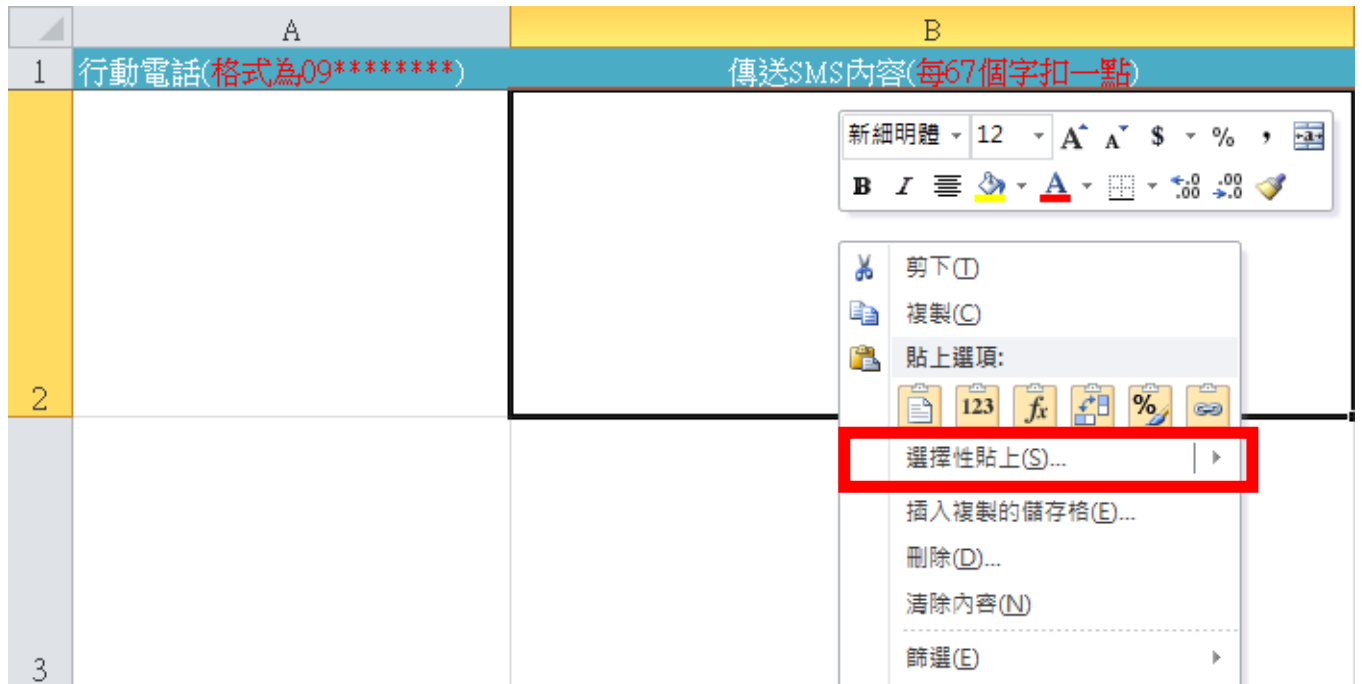 A B
1 行動電話(格式為09********) 傳送SMS內容(每67個字扣一點)
新細明體 12 A A $ % ,
B I A .0 .00 .00 .0
剪下(T)
複製(C)
貼上選項:
2
123 fx %
選擇性貼上(S)...
插入複製的儲存格(E)...
刪除(D)...
清除內容(N)
3
篩選(E)